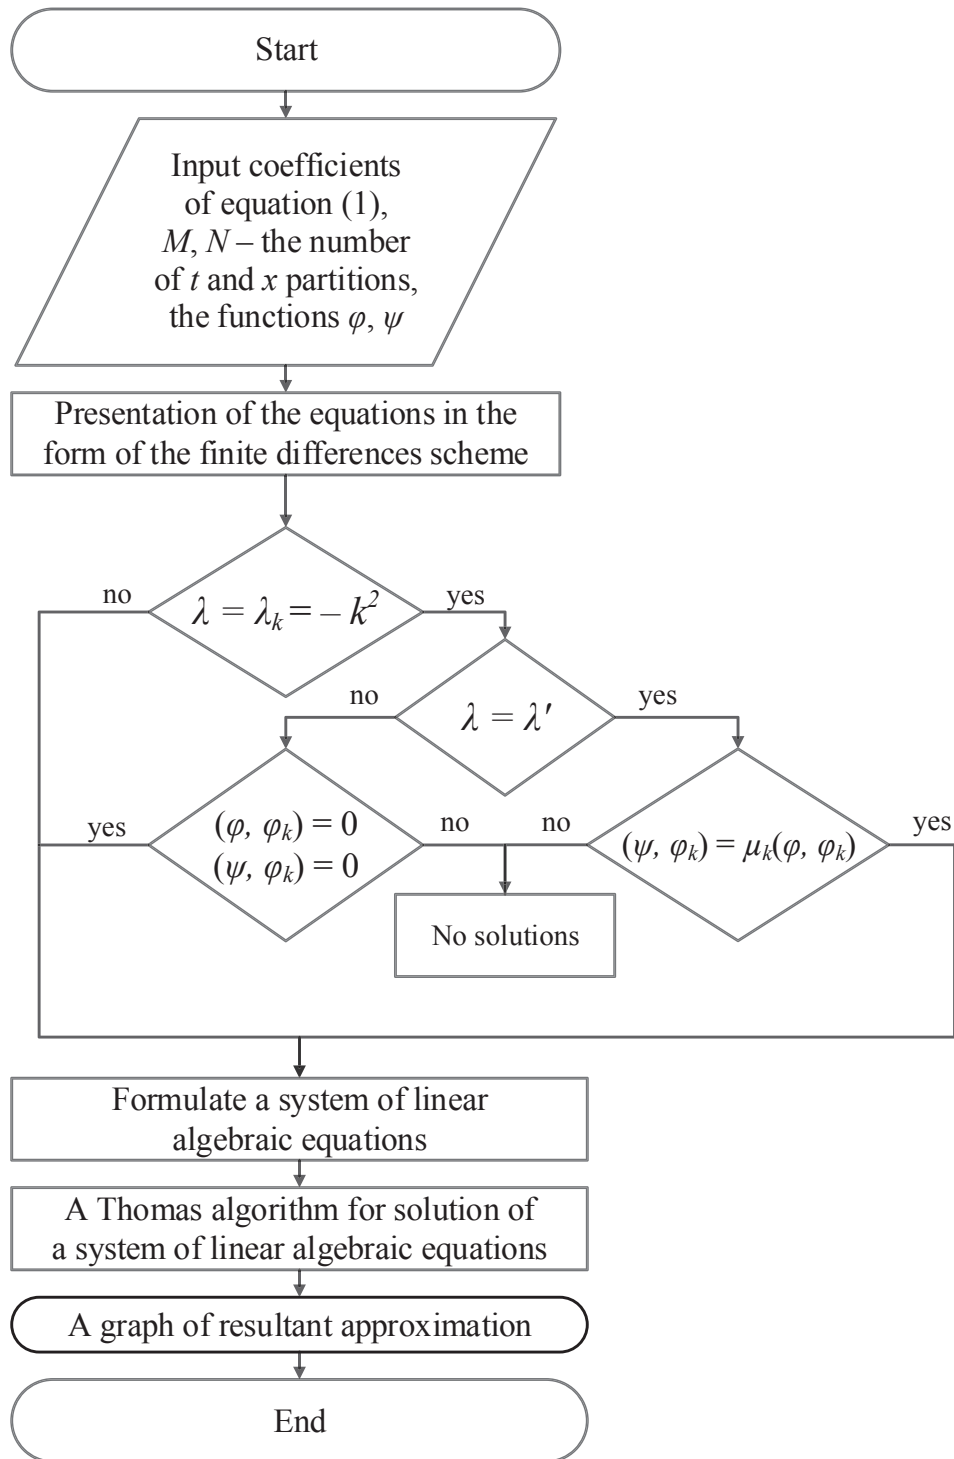 Start
Input coefficients
of equation (1),
M, N – the number
of t and x partitions,
the functions φ, ψ
Presentation of the equations in the
form of the finite differences scheme
no
λ = λₖ = – k²
yes
no
λ = λ′
yes
yes
(φ, φₖ) = 0
(ψ, φₖ) = 0
no
no
(ψ, φₖ) = μₖ(φ, φₖ)
yes
No solutions
Formulate a system of linear
algebraic equations
A Thomas algorithm for solution of
a system of linear algebraic equations
A graph of resultant approximation
End